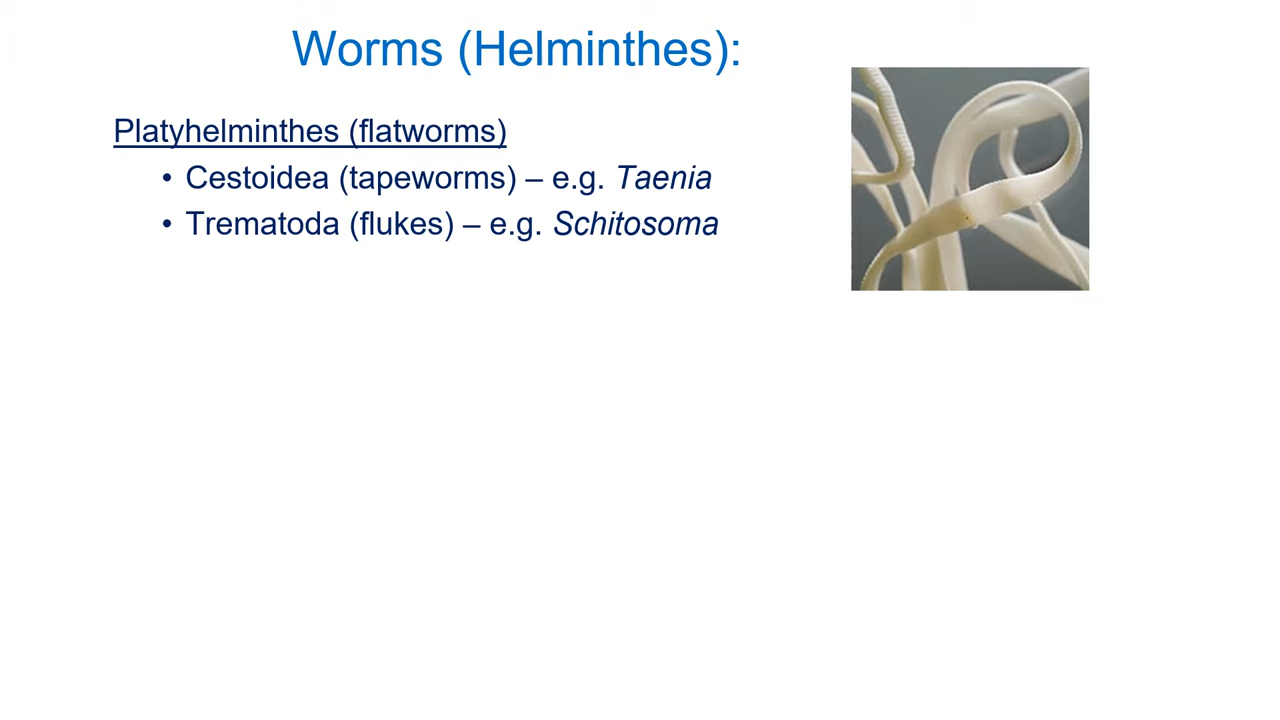 Worms (Helminthes):
Platyhelminthes (flatworms)
• Cestoidea (tapeworms) – e.g. Taenia
• Trematoda (flukes) – e.g. Schitosoma